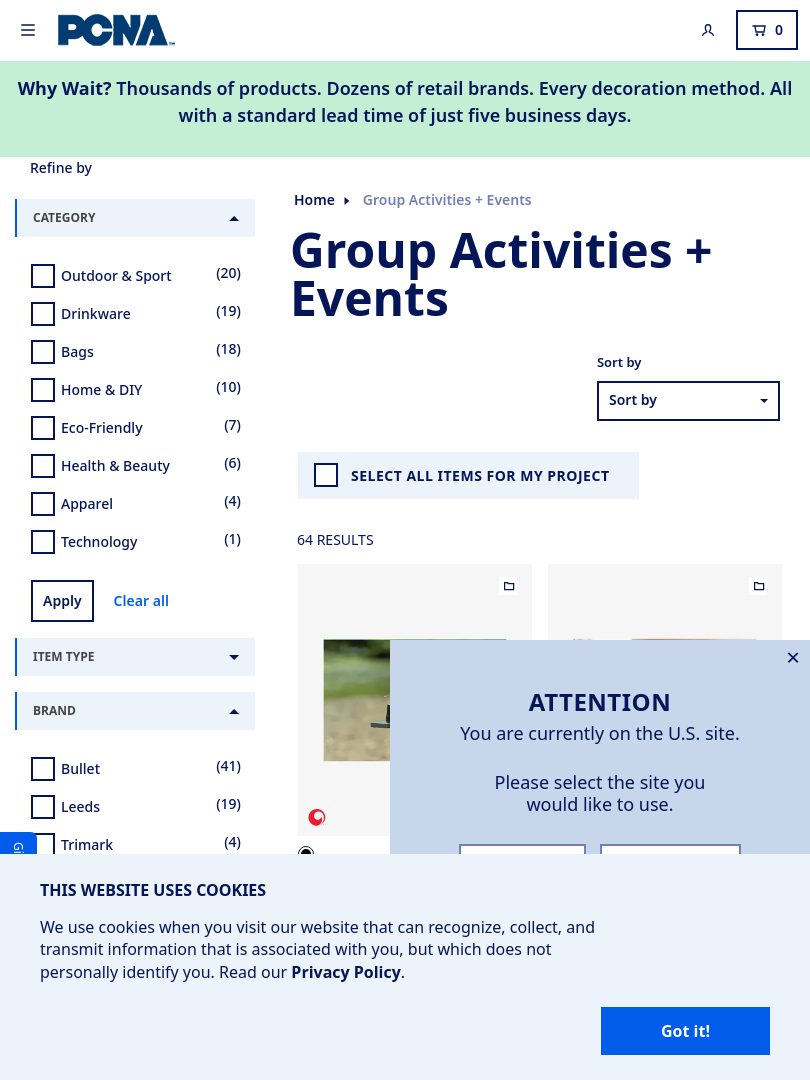 PCNA
0
Why Wait? Thousands of products. Dozens of retail brands. Every decoration method. All
with a standard lead time of just five business days.
Refine by
CATEGORY
Outdoor & Sport (20)
Drinkware (19)
Bags (18)
Home & DIY (10)
Eco-Friendly (7)
Health & Beauty (6)
Apparel (4)
Technology (1)
Apply Clear all
ITEM TYPE
BRAND
Bullet (41)
Leeds (19)
Trimark (4)
Home Group Activities + Events
Group Activities +
Events
Sort by
Sort by
SELECT ALL ITEMS FOR MY PROJECT
64 RESULTS
ATTENTION
You are currently on the U.S. site.
Please select the site you
would like to use.
THIS WEBSITE USES COOKIES
We use cookies when you visit our website that can recognize, collect, and
transmit information that is associated with you, but which does not
personally identify you. Read our Privacy Policy.
Got it!